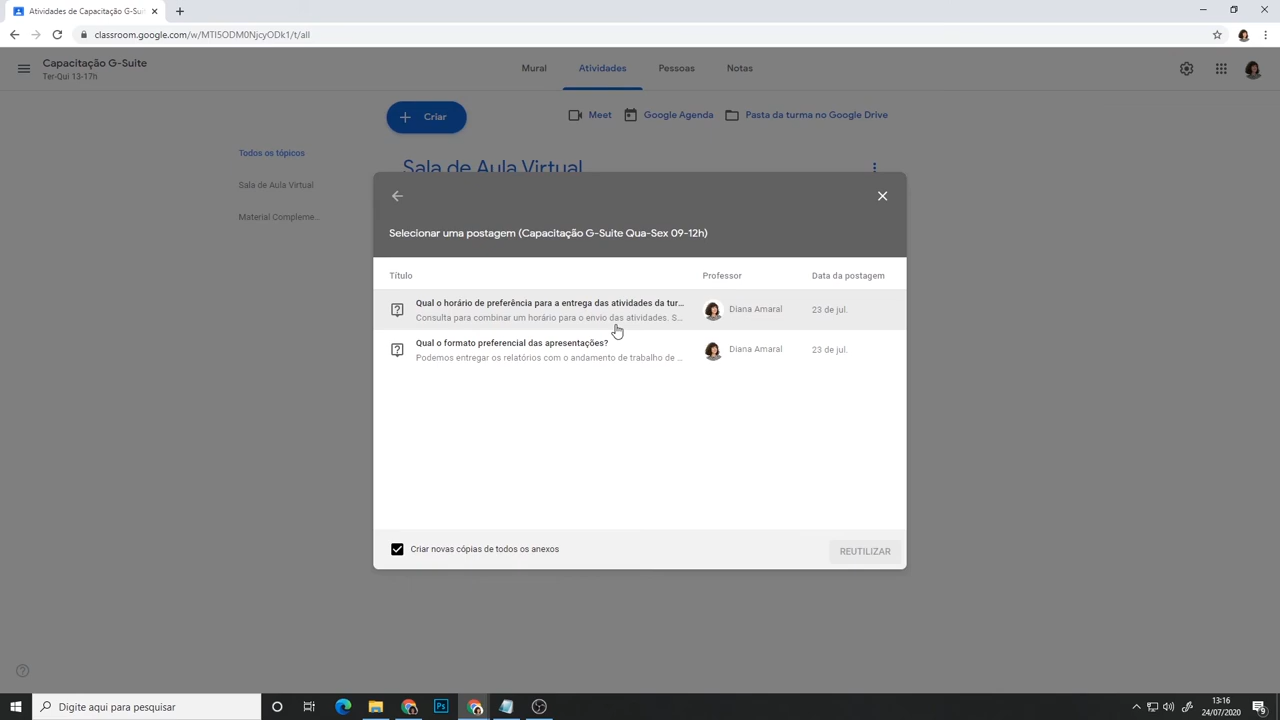 Atividades de Capacitação G-Sui
classroom.google.com/w/MTI5ODM0NjcyODk1/t/all
Capacitação G-Suite
Ter-Qui 13-17h
Mural
Atividades
Pessoas
Notas
Criar
Meet
Google Agenda
Pasta da turma no Google Drive
Todos os tópicos
Sala de Aula Virtual
Sala de Aula Virtual
Material Compleme...
Selecionar uma postagem (Capacitação G-Suite Qua-Sex 09-12h)
Título
Professor
Data da postagem
Qual o horário de preferência para a entrega das atividades da tur...
Consulta para combinar um horário para o envio das atividades. S...
Diana Amaral
23 de jul.
Qual o formato preferencial das apresentações?
Podemos entregar os relatórios com o andamento de trabalho de ...
Diana Amaral
23 de jul.
Criar novas cópias de todos os anexos
REUTILIZAR
Digite aqui para pesquisar
13:16
24/07/2020